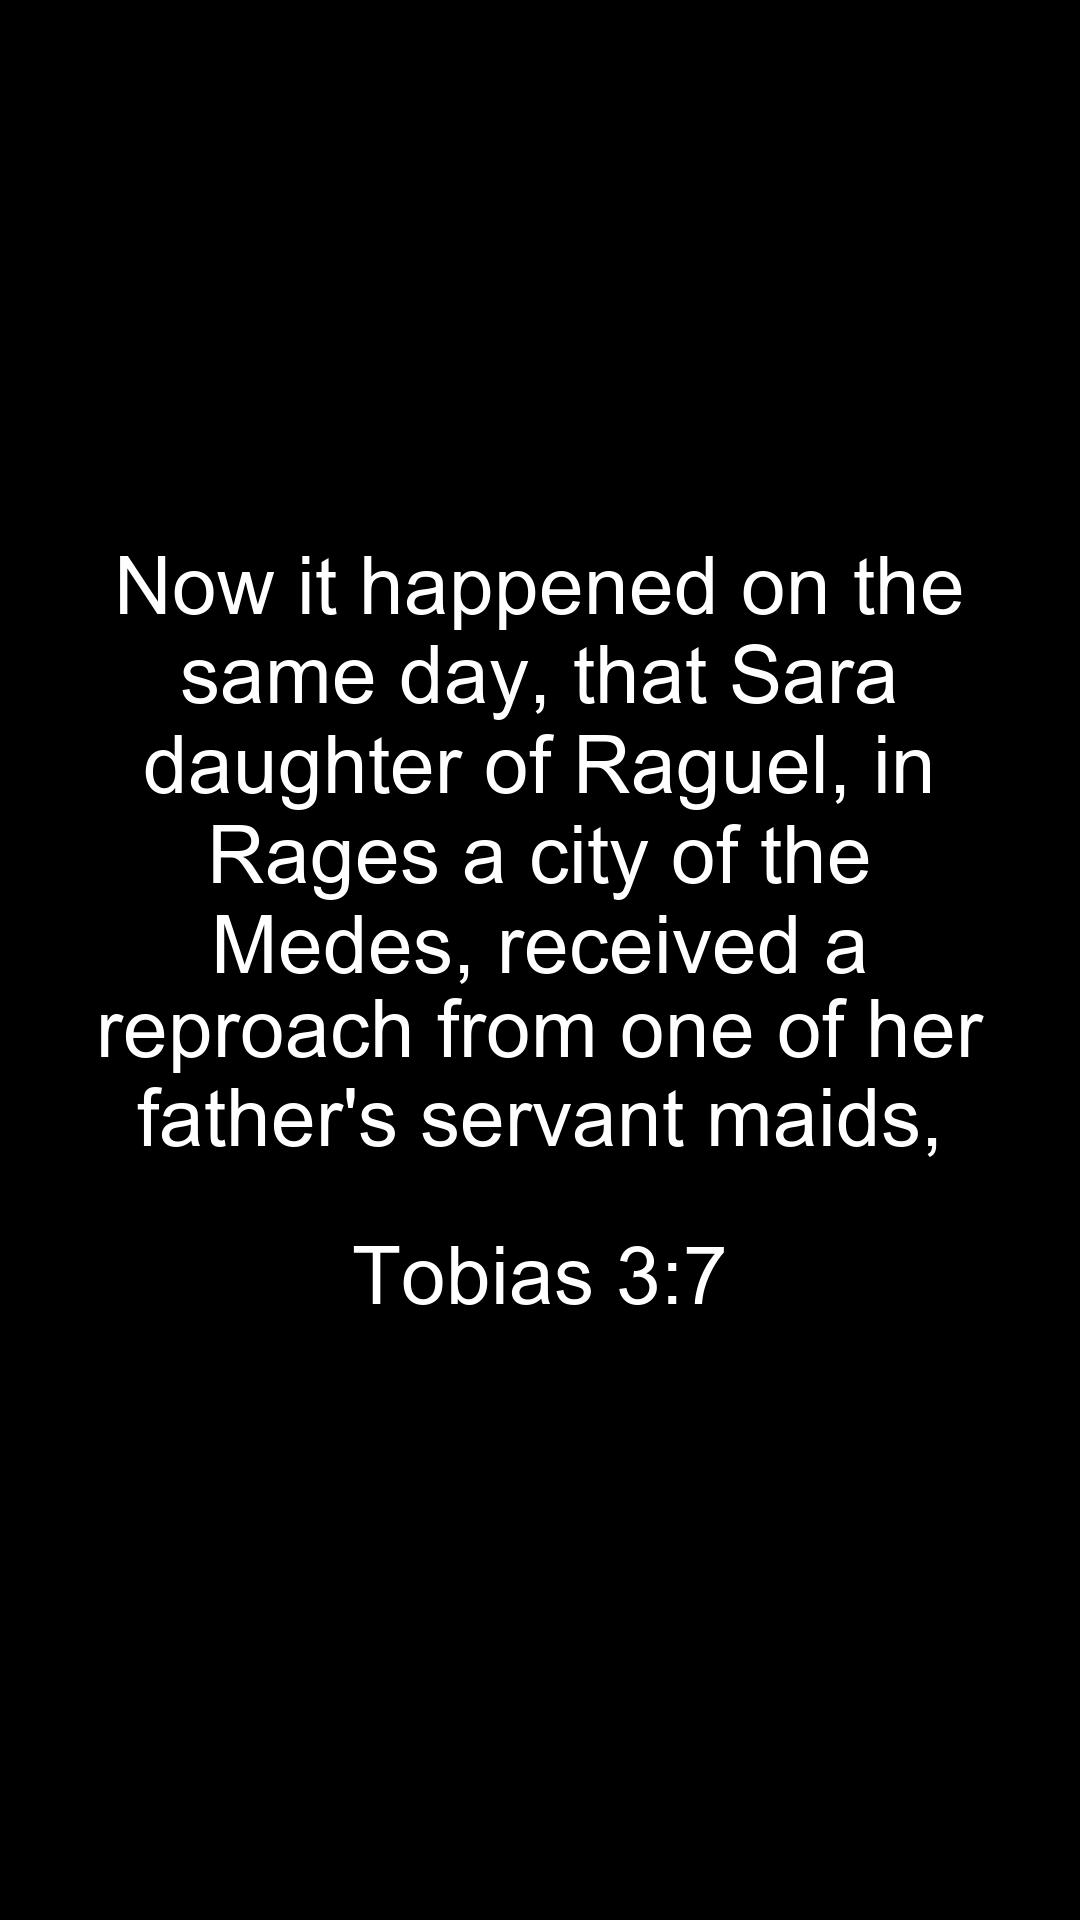 Now it happened on the
same day, that Sara
daughter of Raguel, in
Rages a city of the
Medes, received a
reproach from one of her
father's servant maids,
Tobias 3:7